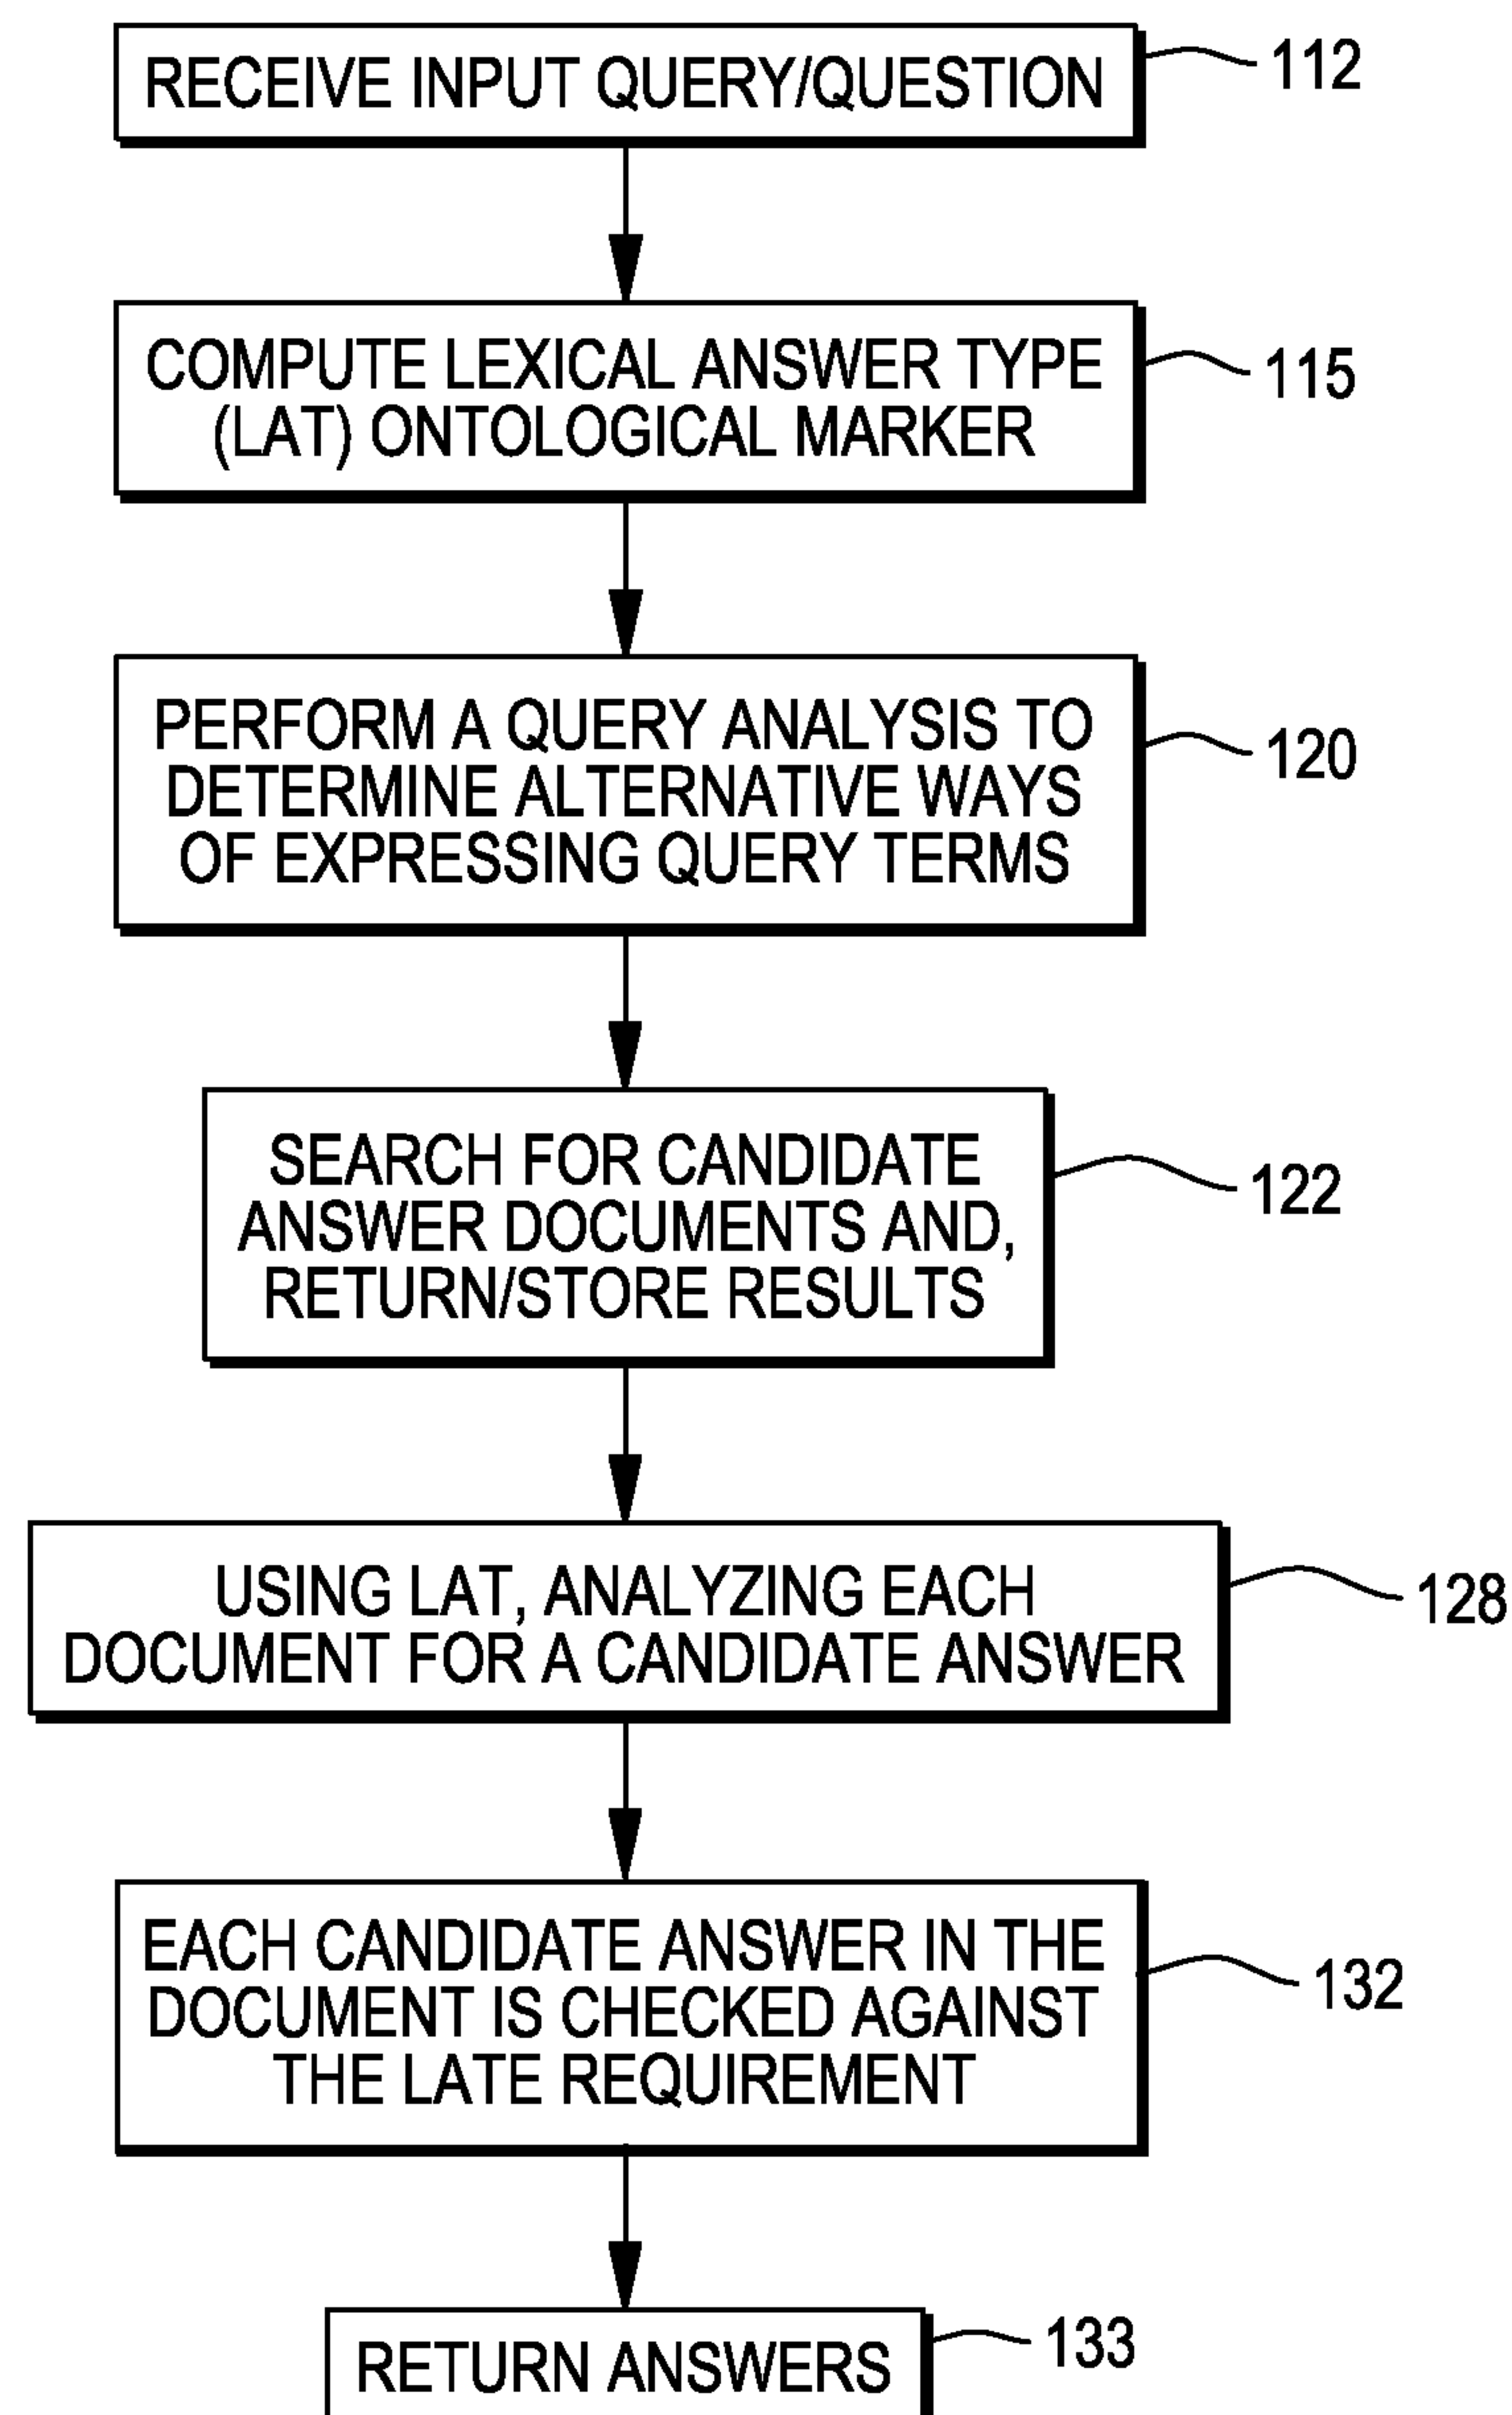 RECEIVE INPUT QUERY/QUESTION
112
COMPUTE LEXICAL ANSWER TYPE
(LAT) ONTOLOGICAL MARKER
115
PERFORM A QUERY ANALYSIS TO
DETERMINE ALTERNATIVE WAYS
OF EXPRESSING QUERY TERMS
120
SEARCH FOR CANDIDATE
ANSWER DOCUMENTS AND,
RETURN/STORE RESULTS
122
USING LAT, ANALYZING EACH
DOCUMENT FOR A CANDIDATE ANSWER
128
EACH CANDIDATE ANSWER IN THE
DOCUMENT IS CHECKED AGAINST
THE LATE REQUIREMENT
132
RETURN ANSWERS
133